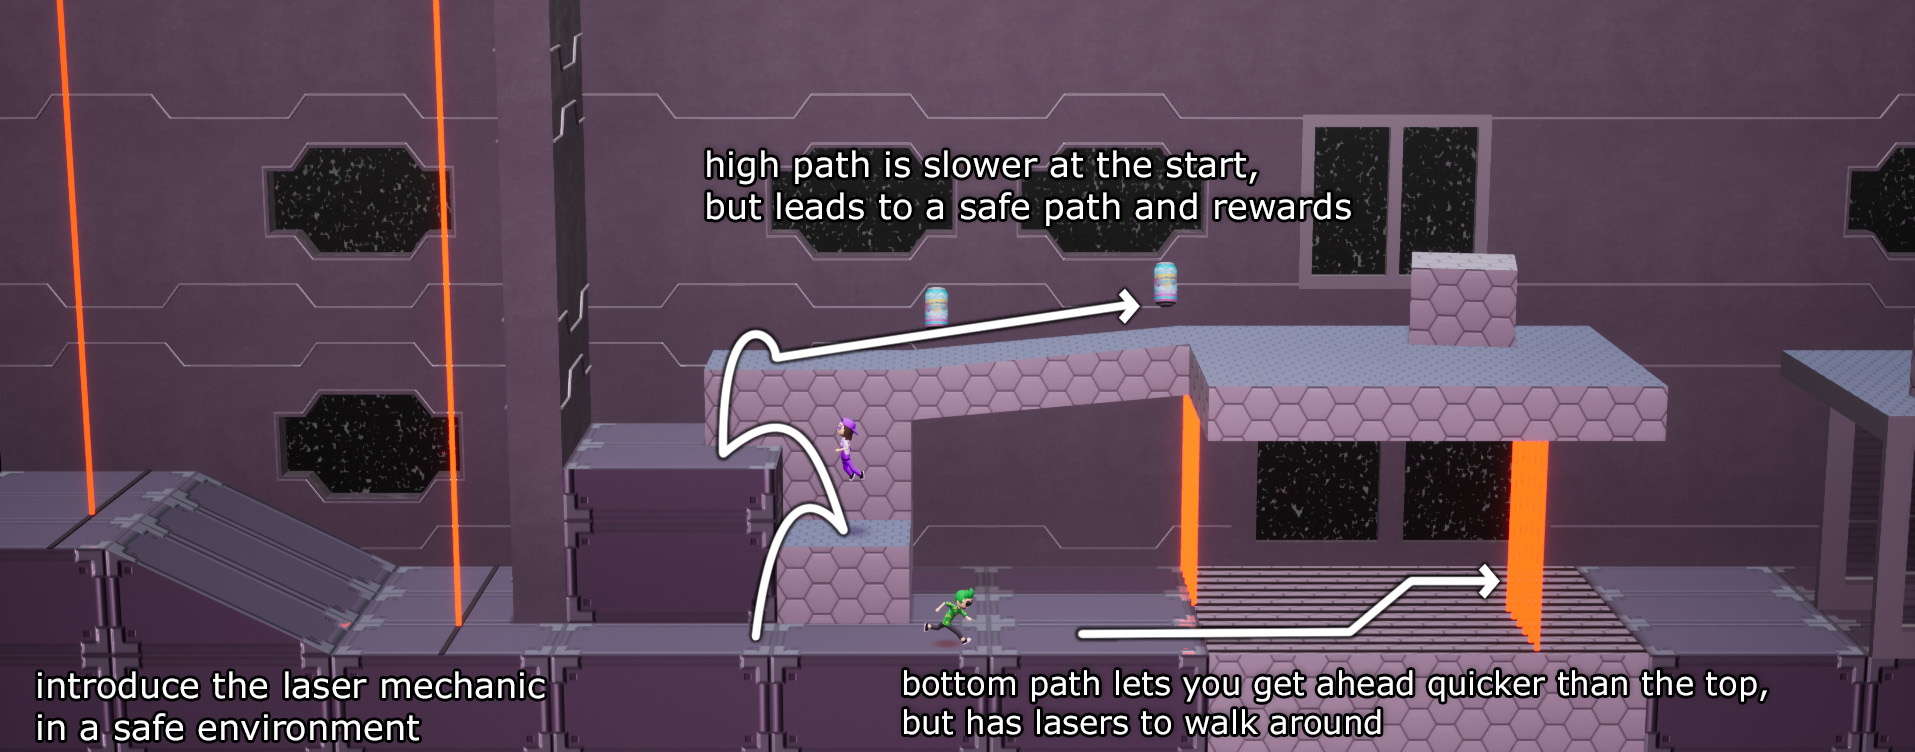 high path is slower at the start,
but leads to a safe path and rewards
introduce the laser mechanic
in a safe environment
bottom path lets you get ahead quicker than the top,
but has lasers to walk around